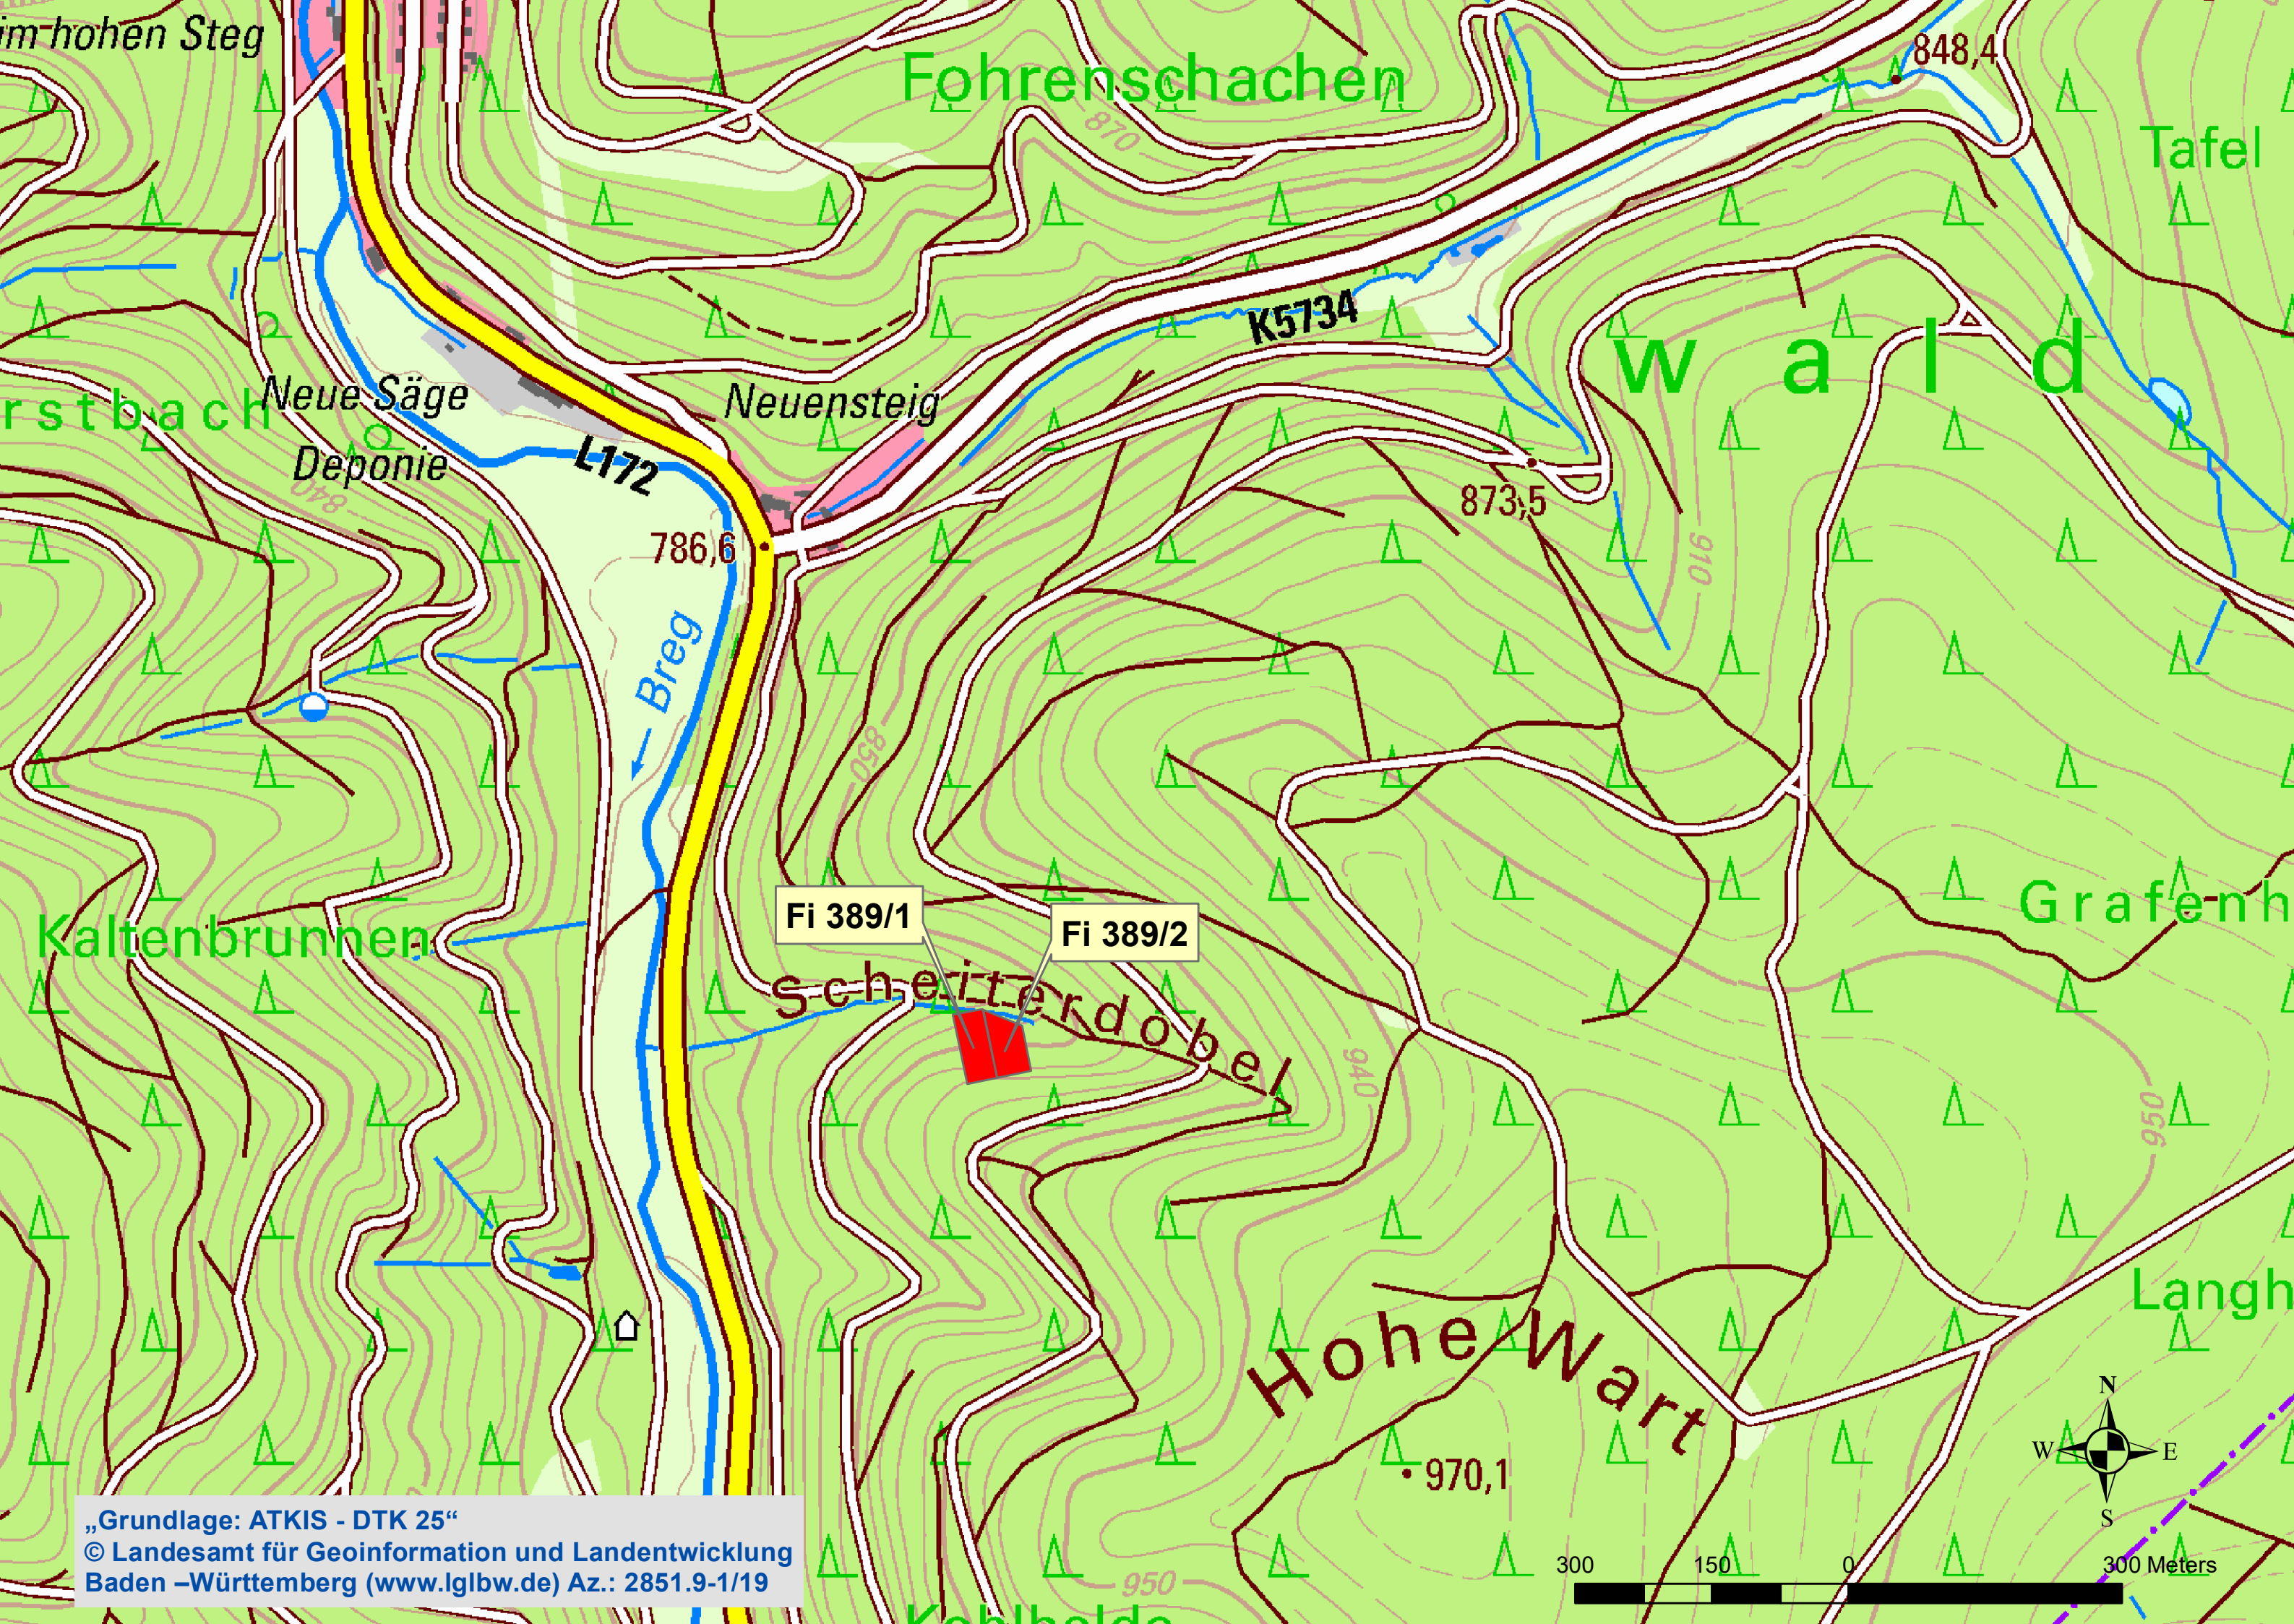 im hohen Steg
Fohrenschachen
848,4
870
Tafel
K5734
wald
Neue Säge
Neuensteig
rstbach
Deponie
840
L172
873,5
786,6
910
Breg
850
Fi 389/1
Fi 389/2
Grafenh
Kaltenbrunnen
Scheiterdobel
940
950
Langh
Hohe Wart
970,1
N
W E
S
950
300 150 0 300 Meters
„Grundlage: ATKIS - DTK 25“
© Landesamt für Geoinformation und Landentwicklung
Baden –Württemberg (www.lglbw.de) Az.: 2851.9-1/19